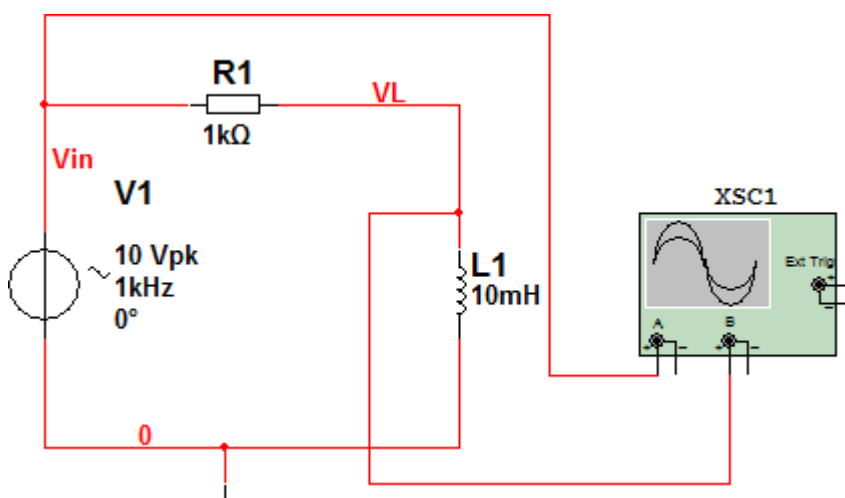 R1
VL
1kΩ
Vin
V1
10 Vpk
1kHz
0°
L1
10mH
0
XSC1
Ext Trig
+
−
A
B
+
−
+
−